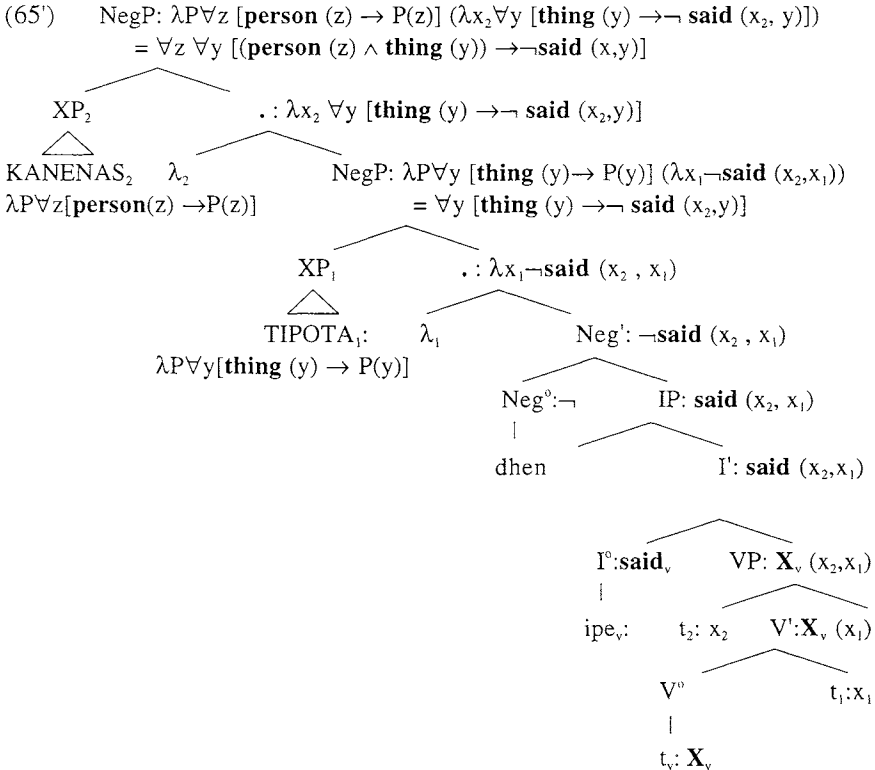 (65') NegP: λP∀z [person (z) → P(z)] (λx₂∀y [thing (y) →¬ said (x₂, y)])
= ∀z ∀y [(person (z) ∧ thing (y)) →¬said (x,y)]
XP₂ . : λx₂ ∀y [thing (y) →¬ said (x₂,y)]
KANENAS₂ λ₂ NegP: λP∀y [thing (y)→ P(y)] (λx₁¬said (x₂,x₁))
λP∀z[person(z) →P(z)] = ∀y [thing (y) →¬ said (x₂,y)]
XP₁ . : λx₁¬said (x₂ , x₁)
TIPOTA₁: λ₁ Neg': ¬said (x₂ , x₁)
λP∀y[thing (y) → P(y)]
Neg°:¬ IP: said (x₂, x₁)
dhen I': said (x₂,x₁)
I°:saidᵥ VP: Xᵥ (x₂,x₁)
ipeᵥ: t₂: x₂ V':Xᵥ (x₁)
V° t₁:x₁
tᵥ: Xᵥ